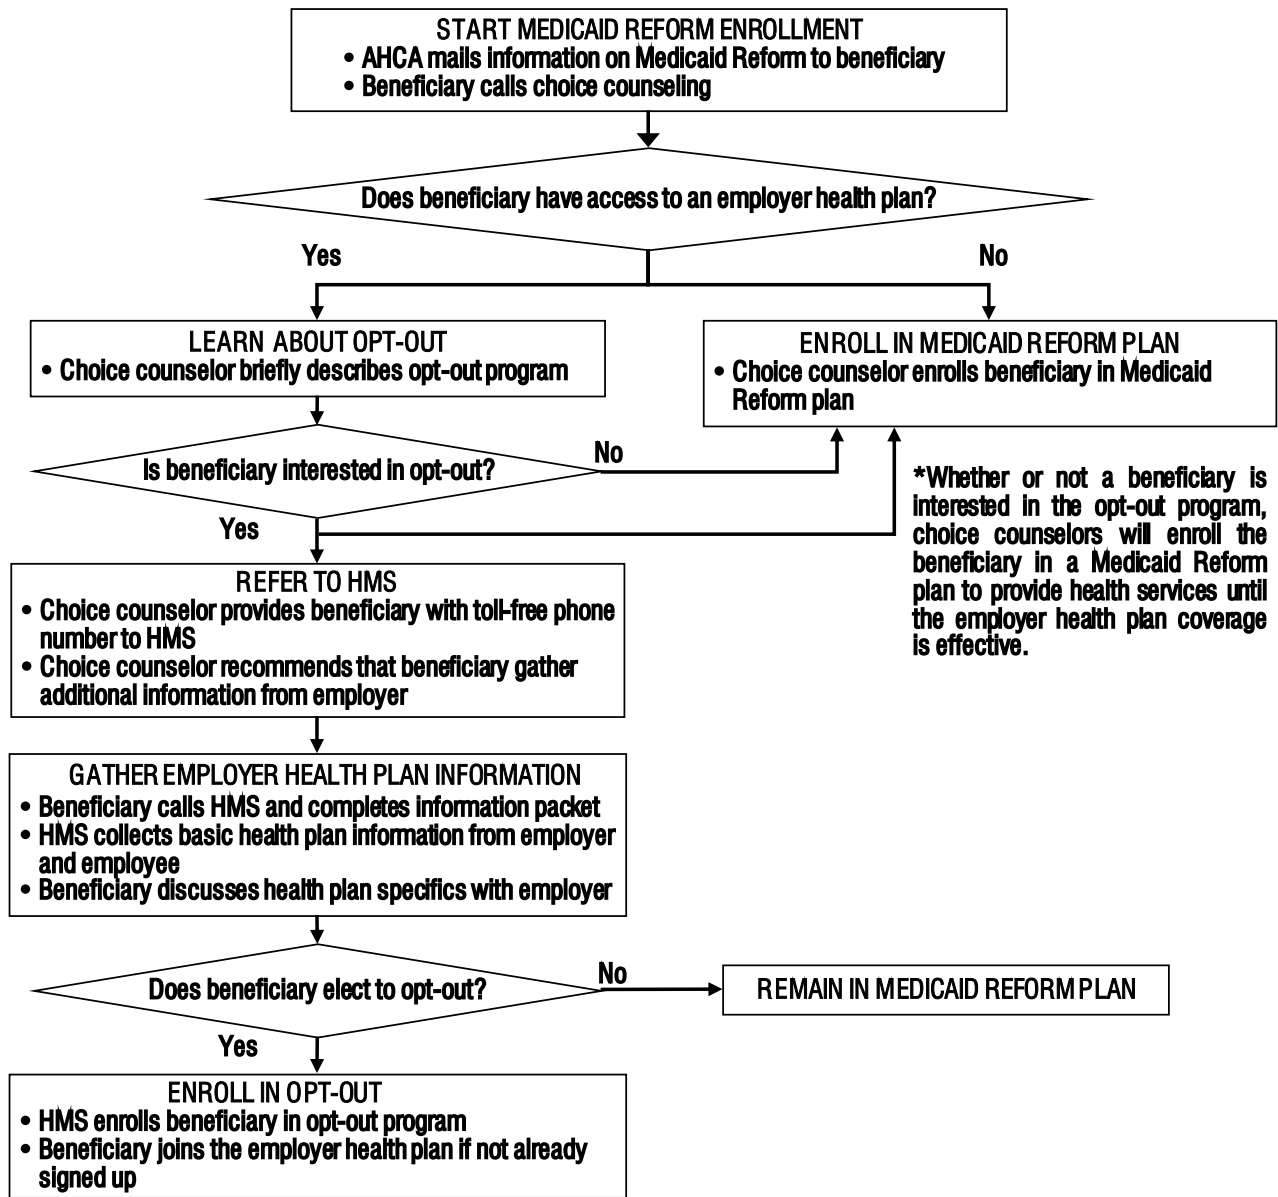 START MEDICAID REFORM ENROLLMENT
• AHCA mails information on Medicaid Reform to beneficiary
• Beneficiary calls choice counseling
Does beneficiary have access to an employer health plan?
Yes
No
LEARN ABOUT OPT-OUT
• Choice counselor briefly describes opt-out program
ENROLL IN MEDICAID REFORM PLAN
• Choice counselor enrolls beneficiary in Medicaid
Reform plan
Is beneficiary interested in opt-out?
No
Yes
*Whether or not a beneficiary is
interested in the opt-out program,
choice counselors will enroll the
beneficiary in a Medicaid Reform
plan to provide health services until
the employer health plan coverage
is effective.
REFER TO HMS
• Choice counselor provides beneficiary with toll-free phone
number to HMS
• Choice counselor recommends that beneficiary gather
additional information from employer
GATHER EMPLOYER HEALTH PLAN INFORMATION
• Beneficiary calls HMS and completes information packet
• HMS collects basic health plan information from employer
and employee
• Beneficiary discusses health plan specifics with employer
Does beneficiary elect to opt-out?
No
REMAIN IN MEDICAID REFORM PLAN
Yes
ENROLL IN OPT-OUT
• HMS enrolls beneficiary in opt-out program
• Beneficiary joins the employer health plan if not already
signed up